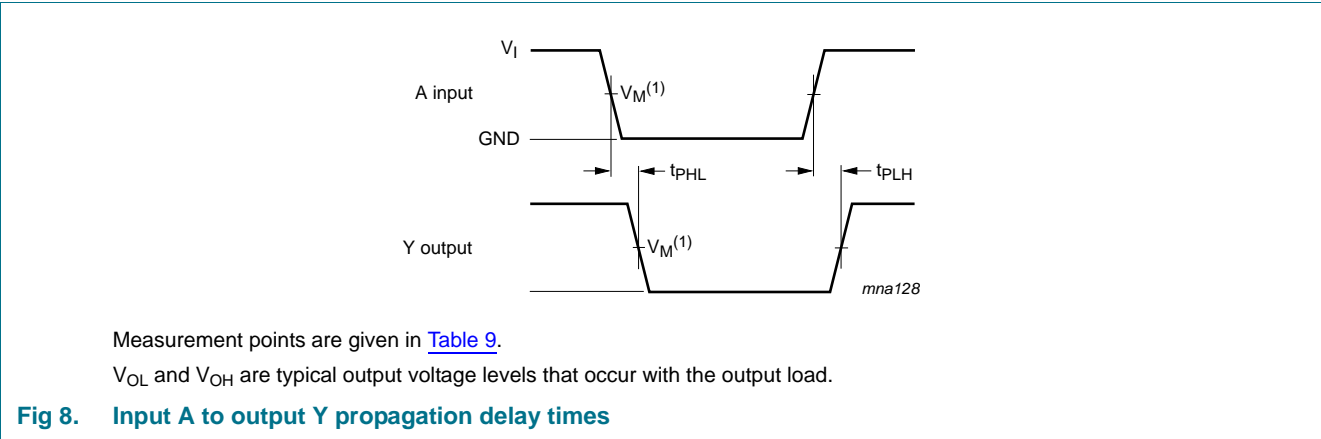 V_I
A input
V_M(1)
GND
t_PHL
t_PLH
Y output
V_M(1)
mna128
Measurement points are given in Table 9.
V_OL and V_OH are typical output voltage levels that occur with the output load.
Fig 8. Input A to output Y propagation delay times